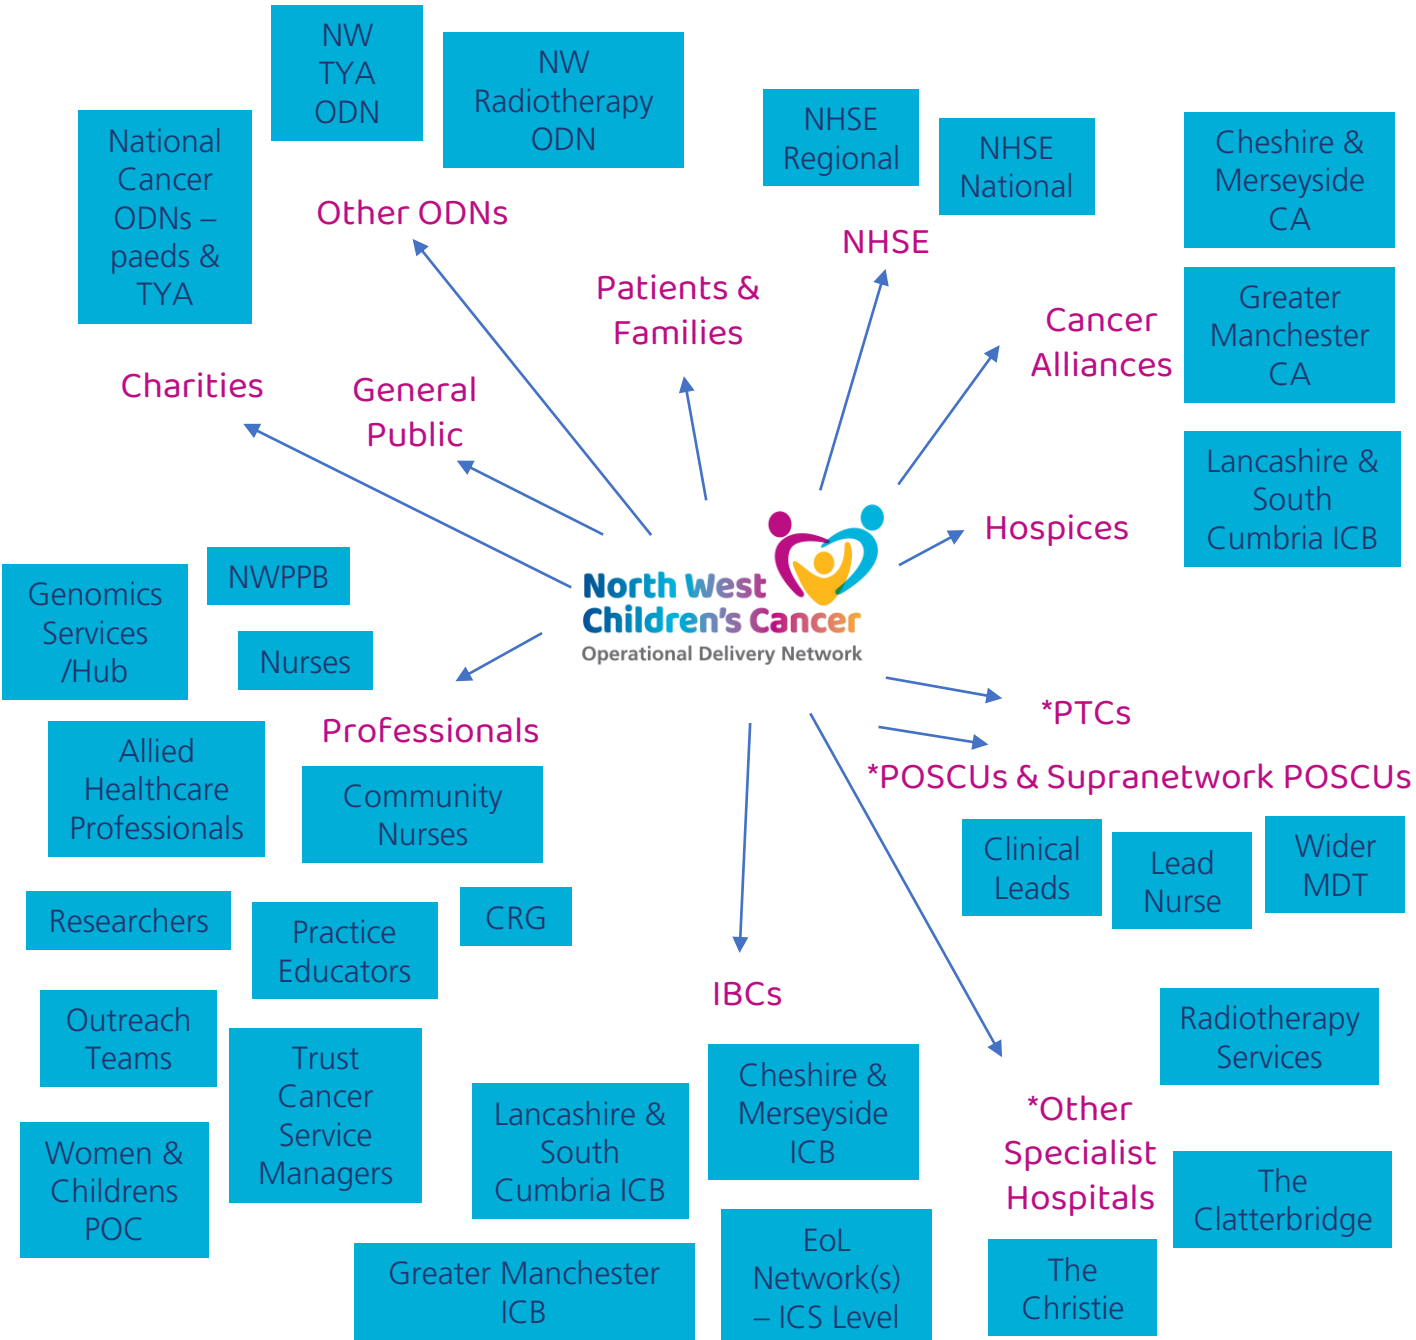 NW
TYA
ODN
NW
Radiotherapy
ODN
National
Cancer
ODNs –
paeds &
TYA
Other ODNs
NHSE
Regional
NHSE
National
NHSE
Cheshire &
Merseyside
CA
Greater
Manchester
CA
Lancashire &
South
Cumbria ICB
Cancer
Alliances
Patients &
Families
Charities
General
Public
Hospices
North West
Children's Cancer
Operational Delivery Network
Genomics
Services
/Hub
NWPPB
Nurses
Professionals
Allied
Healthcare
Professionals
Community
Nurses
Researchers
Practice
Educators
CRG
Outreach
Teams
Trust
Cancer
Service
Managers
Women &
Childrens
POC
*PTCs
*POSCUs & Supranetwork POSCUs
Clinical
Leads
Lead
Nurse
Wider
MDT
IBCs
Lancashire &
South
Cumbria ICB
Cheshire &
Merseyside
ICB
Greater Manchester
ICB
EoL
Network(s)
– ICS Level
*Other
Specialist
Hospitals
Radiotherapy
Services
The
Clatterbridge
The
Christie